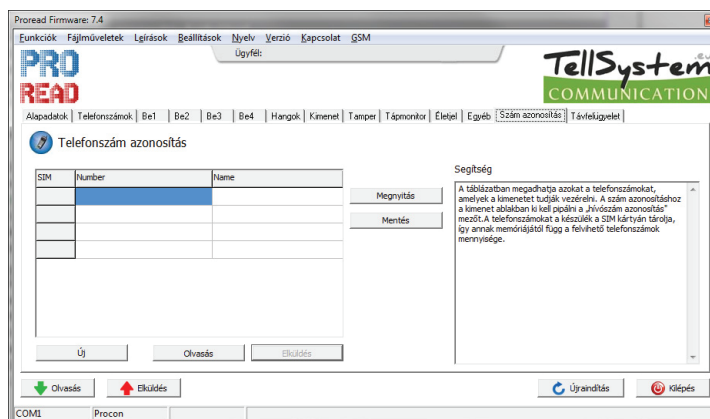 Proread Firmware: 7.4
Funkciók Fájlműveletek Lgírások Beállítások Nyelv Verzió Kapcsolat GSM
Ügyfél:
PRO
READ
TellSystem.eu
COMMUNICATION
Alapadatok Telefonszámok Be1 Be2 Be3 Be4 Hangok Kimenet Tamper Tápmonitor Életjel Egyéb Szám azonosítás Távfelügyelet
Telefonszám azonosítás
SIM Number Name
Megnyitás
Mentés
Segítség
A táblázatban megadhatja azokat a telefonszámokat,
amelyek a kimenetet tudják vezérelni. A szám azonosításhoz
a kimenet ablakban ki kell pipálni a „hívószám azonosítás"
mezőt.A telefonszámokat a készülék a SIM kártyán tárolja,
így annak memóriájától függ a felvihető telefonszámok
mennyisége.
Új Olvasás Elküldés
Olvasás Elküldés Újraindítás Kilépés
COM1 Procon